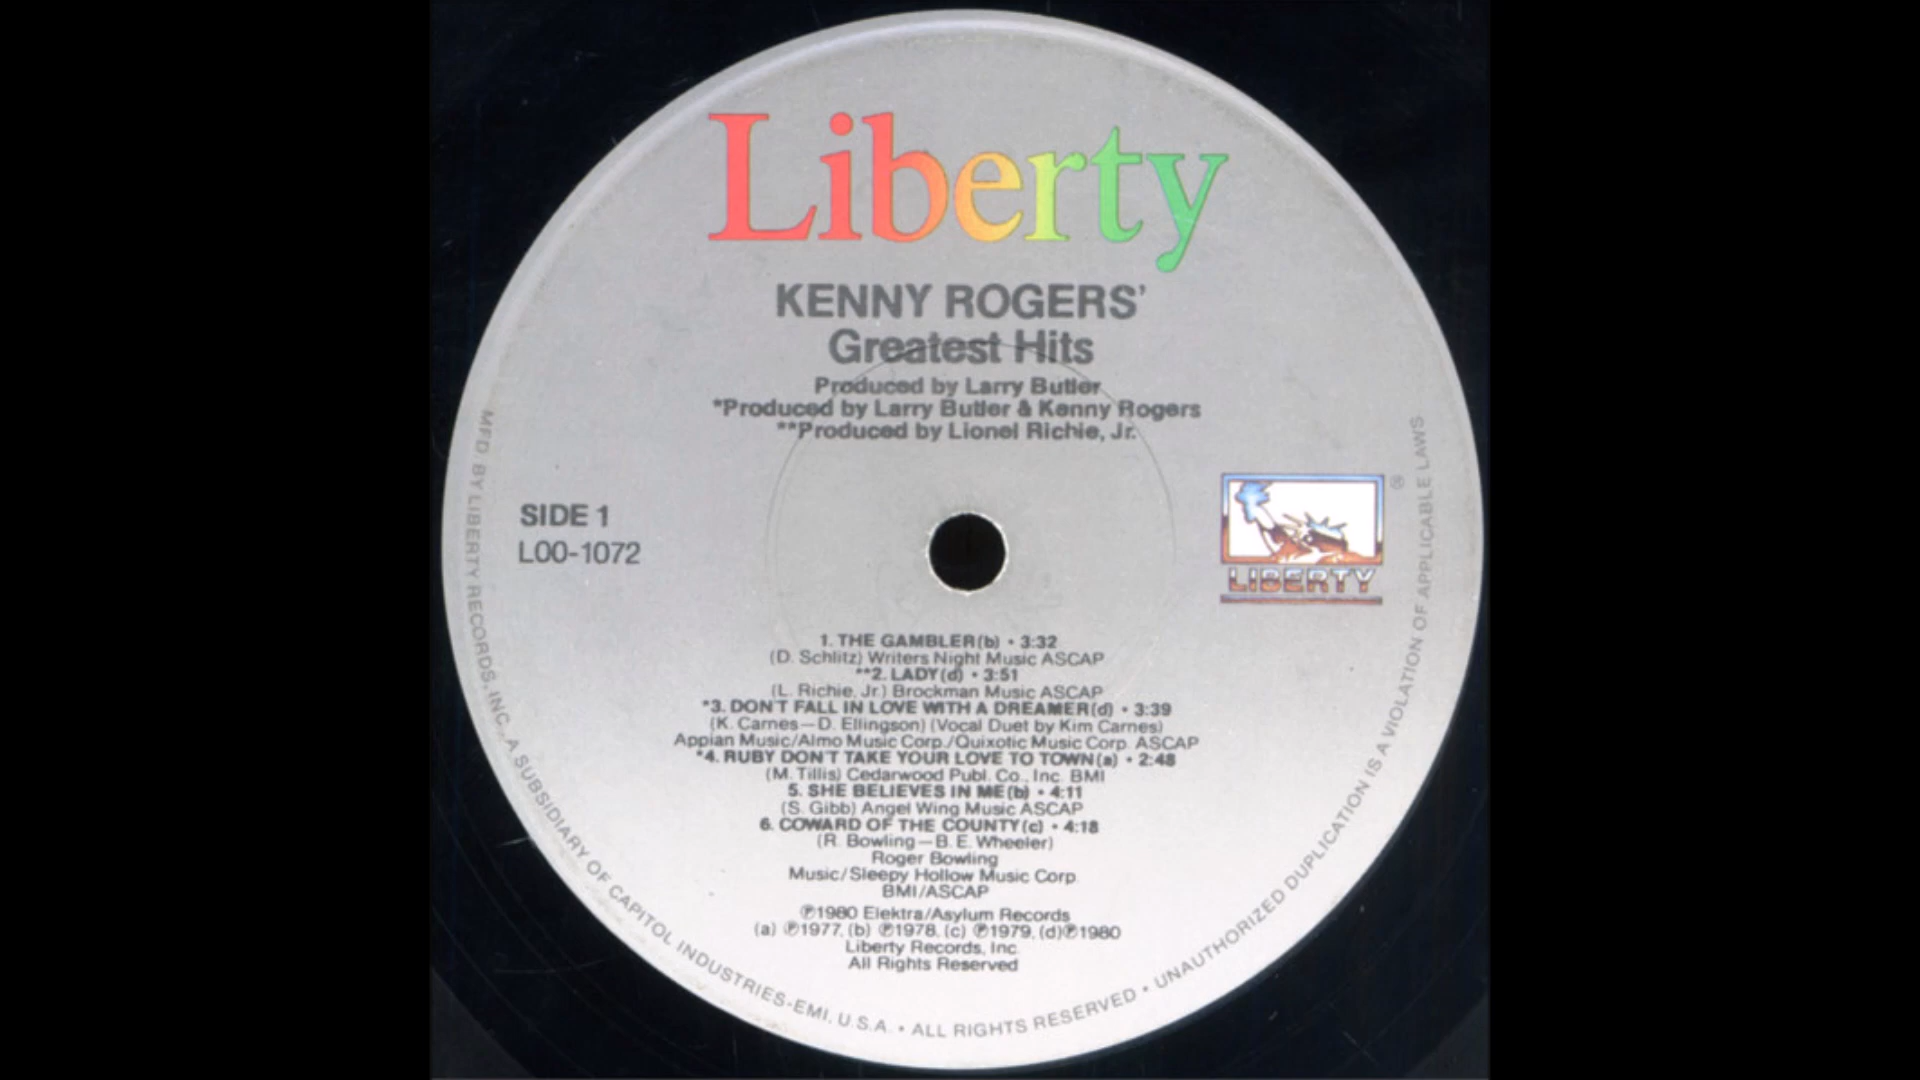 Liberty
KENNY ROGERS'
Greatest Hits
Produced by Larry Butler
*Produced by Larry Butler & Kenny Rogers
**Produced by Lionel Richie, Jr.
SIDE 1
LOO-1072
®
LIBERTY
1. THE GAMBLER(b) • 3:32
(D. Schlitz) Writers Night Music ASCAP
**2. LADY(d) • 3:51
(L. Richie, Jr.) Brockman Music ASCAP
*3. DON'T FALL IN LOVE WITH A DREAMER(d) • 3:39
(K. Carnes—D. Ellingson) (Vocal Duet by Kim Carnes)
Appian Music/Almo Music Corp./Quixotic Music Corp. ASCAP
*4. RUBY DON'T TAKE YOUR LOVE TO TOWN(a) • 2:48
(M. Tillis) Cedarwood Publ. Co., Inc. BMI
5. SHE BELIEVES IN ME(b) • 4:11
(S. Gibb) Angel Wing Music ASCAP
6. COWARD OF THE COUNTY(c) • 4:18
(R. Bowling—B. E. Wheeler)
Roger Bowling
Music/Sleepy Hollow Music Corp.
BMI/ASCAP
℗1980 Elektra/Asylum Records
(a) ℗1977, (b) ℗1978, (c) ℗1979, (d)℗1980
Liberty Records, Inc.
All Rights Reserved
MFD. BY LIBERTY RECORDS, INC., A SUBSIDIARY OF CAPITOL INDUSTRIES-EMI, U.S.A. • ALL RIGHTS RESERVED • UNAUTHORIZED DUPLICATION IS A VIOLATION OF APPLICABLE LAWS